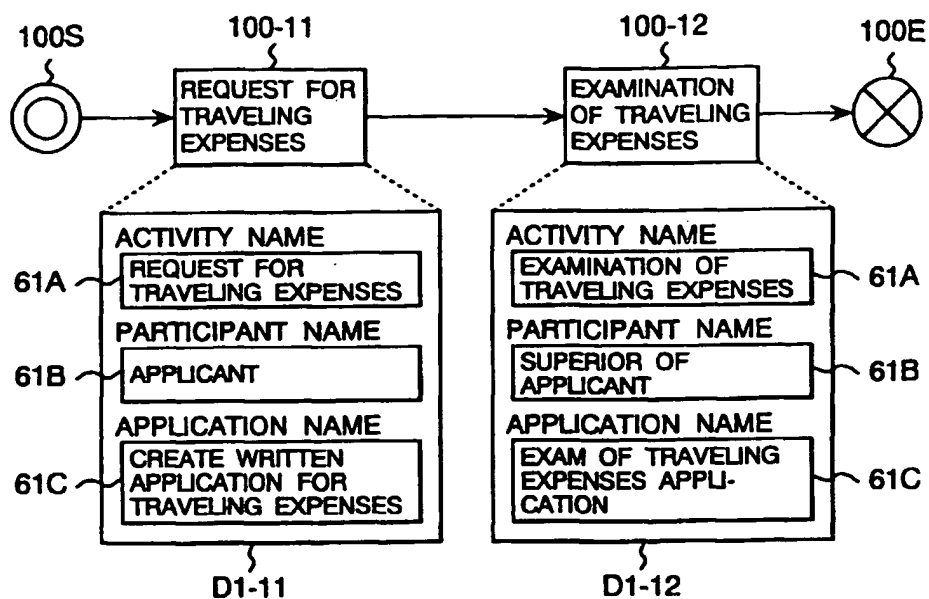 100S
100-11
100-12
100E
REQUEST FOR
TRAVELING
EXPENSES
EXAMINATION
OF TRAVELING
EXPENSES
ACTIVITY NAME
61A
REQUEST FOR
TRAVELING EXPENSES
PARTICIPANT NAME
61B
APPLICANT
APPLICATION NAME
61C
CREATE WRITTEN
APPLICATION FOR
TRAVELING EXPENSES
D1-11
ACTIVITY NAME
EXAMINATION OF
TRAVELING EXPENSES
61A
PARTICIPANT NAME
SUPERIOR OF
APPLICANT
61B
APPLICATION NAME
EXAM OF TRAVELING
EXPENSES APPLI-
CATION
61C
D1-12